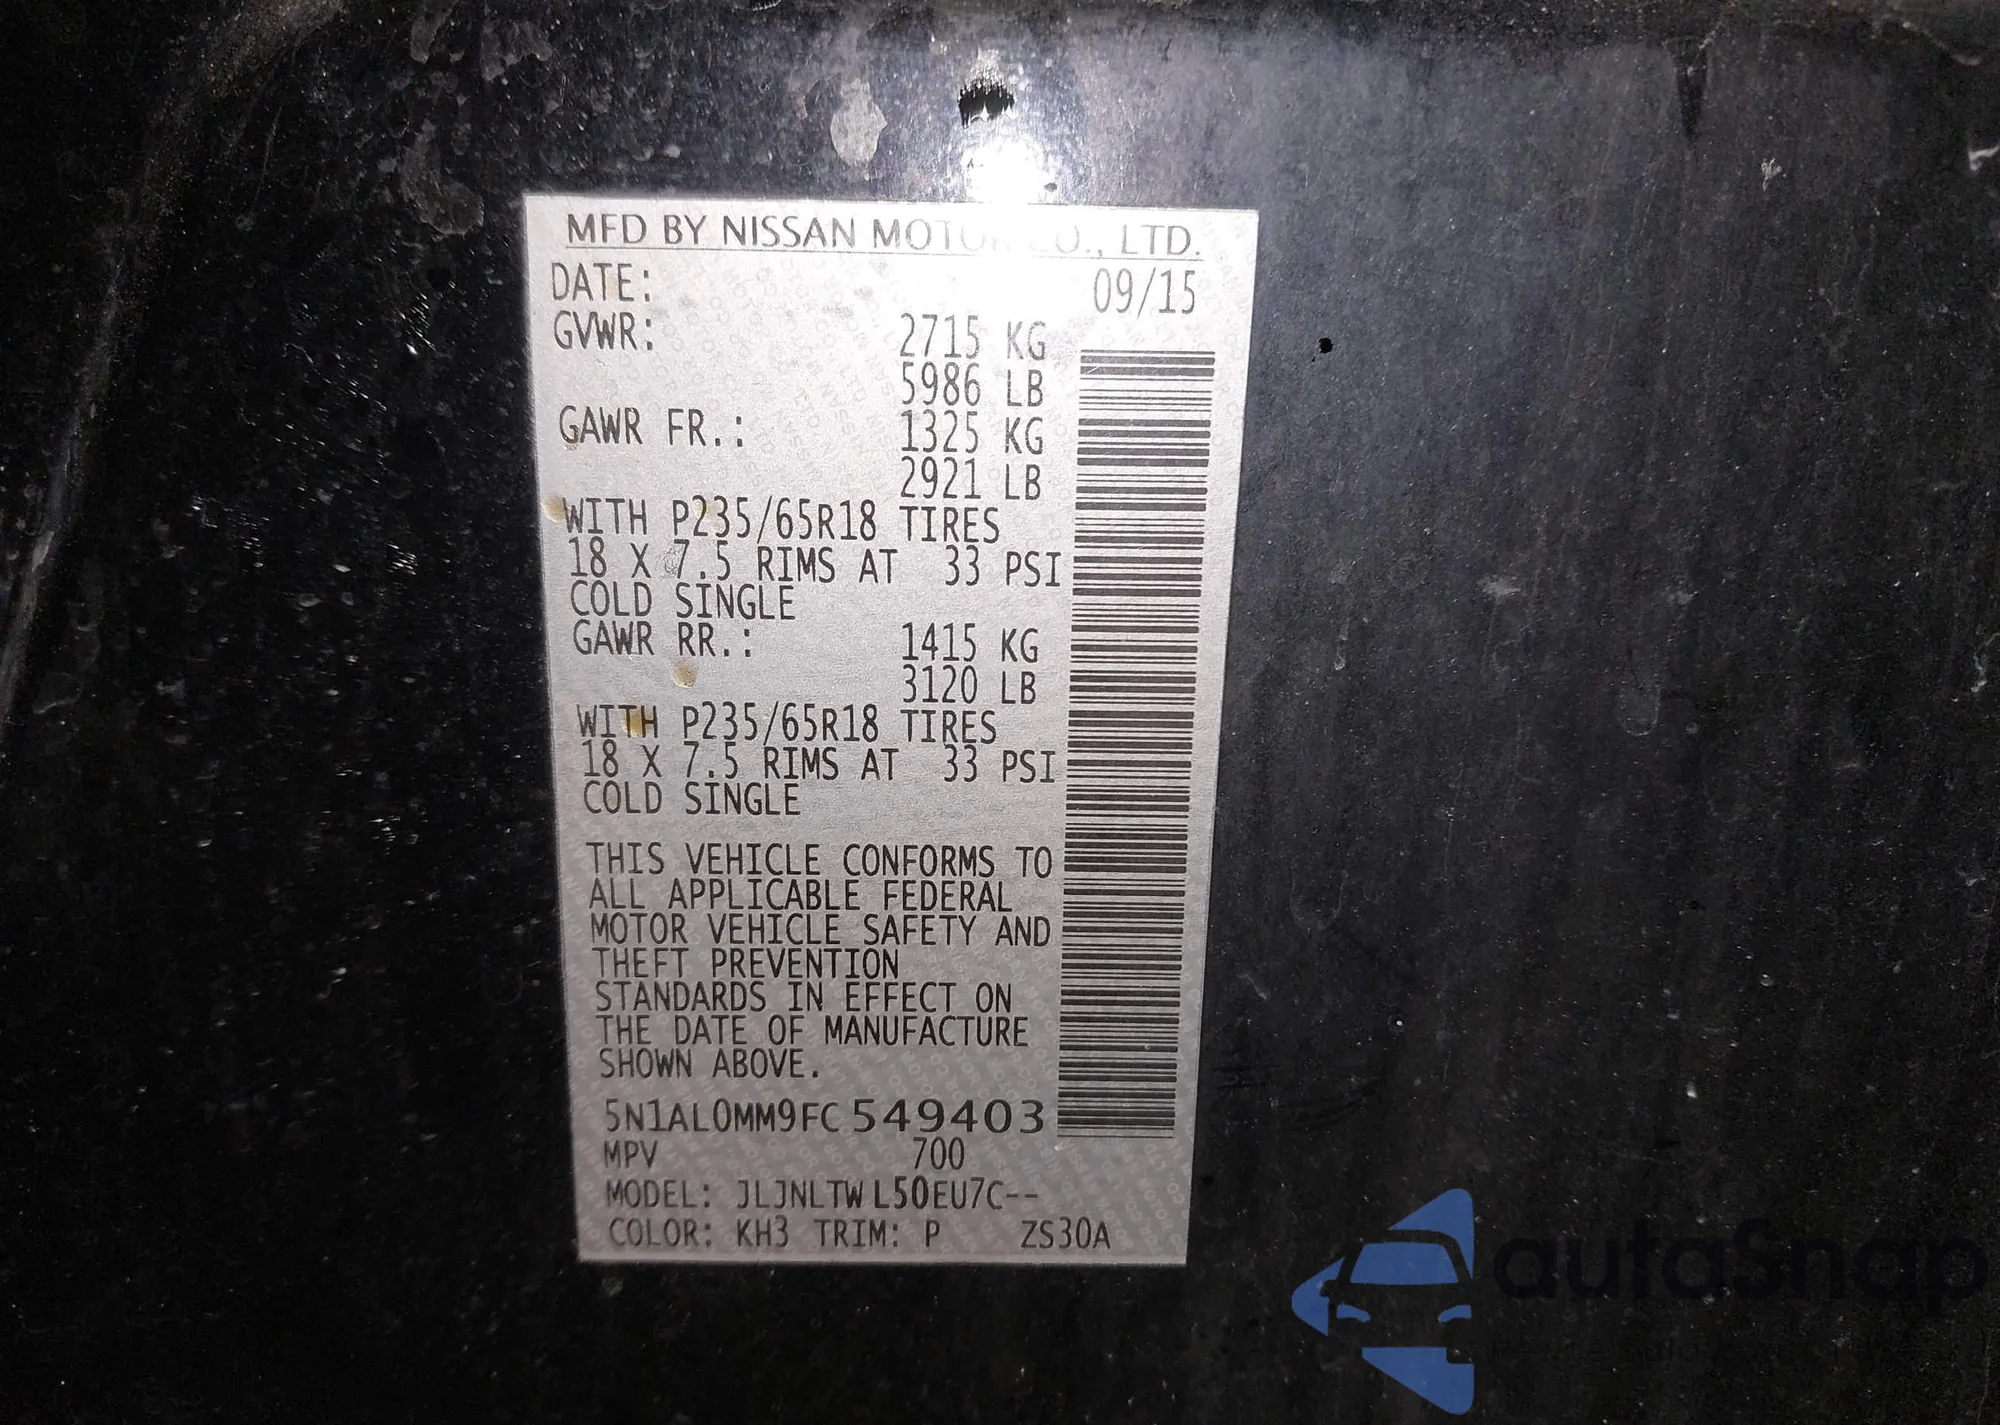 MFD BY NISSAN MOTOR CO., LTD.
DATE: 09/15
GVWR: 2715 KG
5986 LB
GAWR FR.: 1325 KG
2921 LB
WITH P235/65R18 TIRES
18 X 7.5 RIMS AT 33 PSI
COLD SINGLE
GAWR RR.: 1415 KG
3120 LB
WITH P235/65R18 TIRES
18 X 7.5 RIMS AT 33 PSI
COLD SINGLE
THIS VEHICLE CONFORMS TO
ALL APPLICABLE FEDERAL
MOTOR VEHICLE SAFETY AND
THEFT PREVENTION
STANDARDS IN EFFECT ON
THE DATE OF MANUFACTURE
SHOWN ABOVE.
5N1AL0MM9FC549403
MPV 700
MODEL: JLJNLTW L50EU7C--
COLOR: KH3 TRIM: P ZS30A
autaSnap